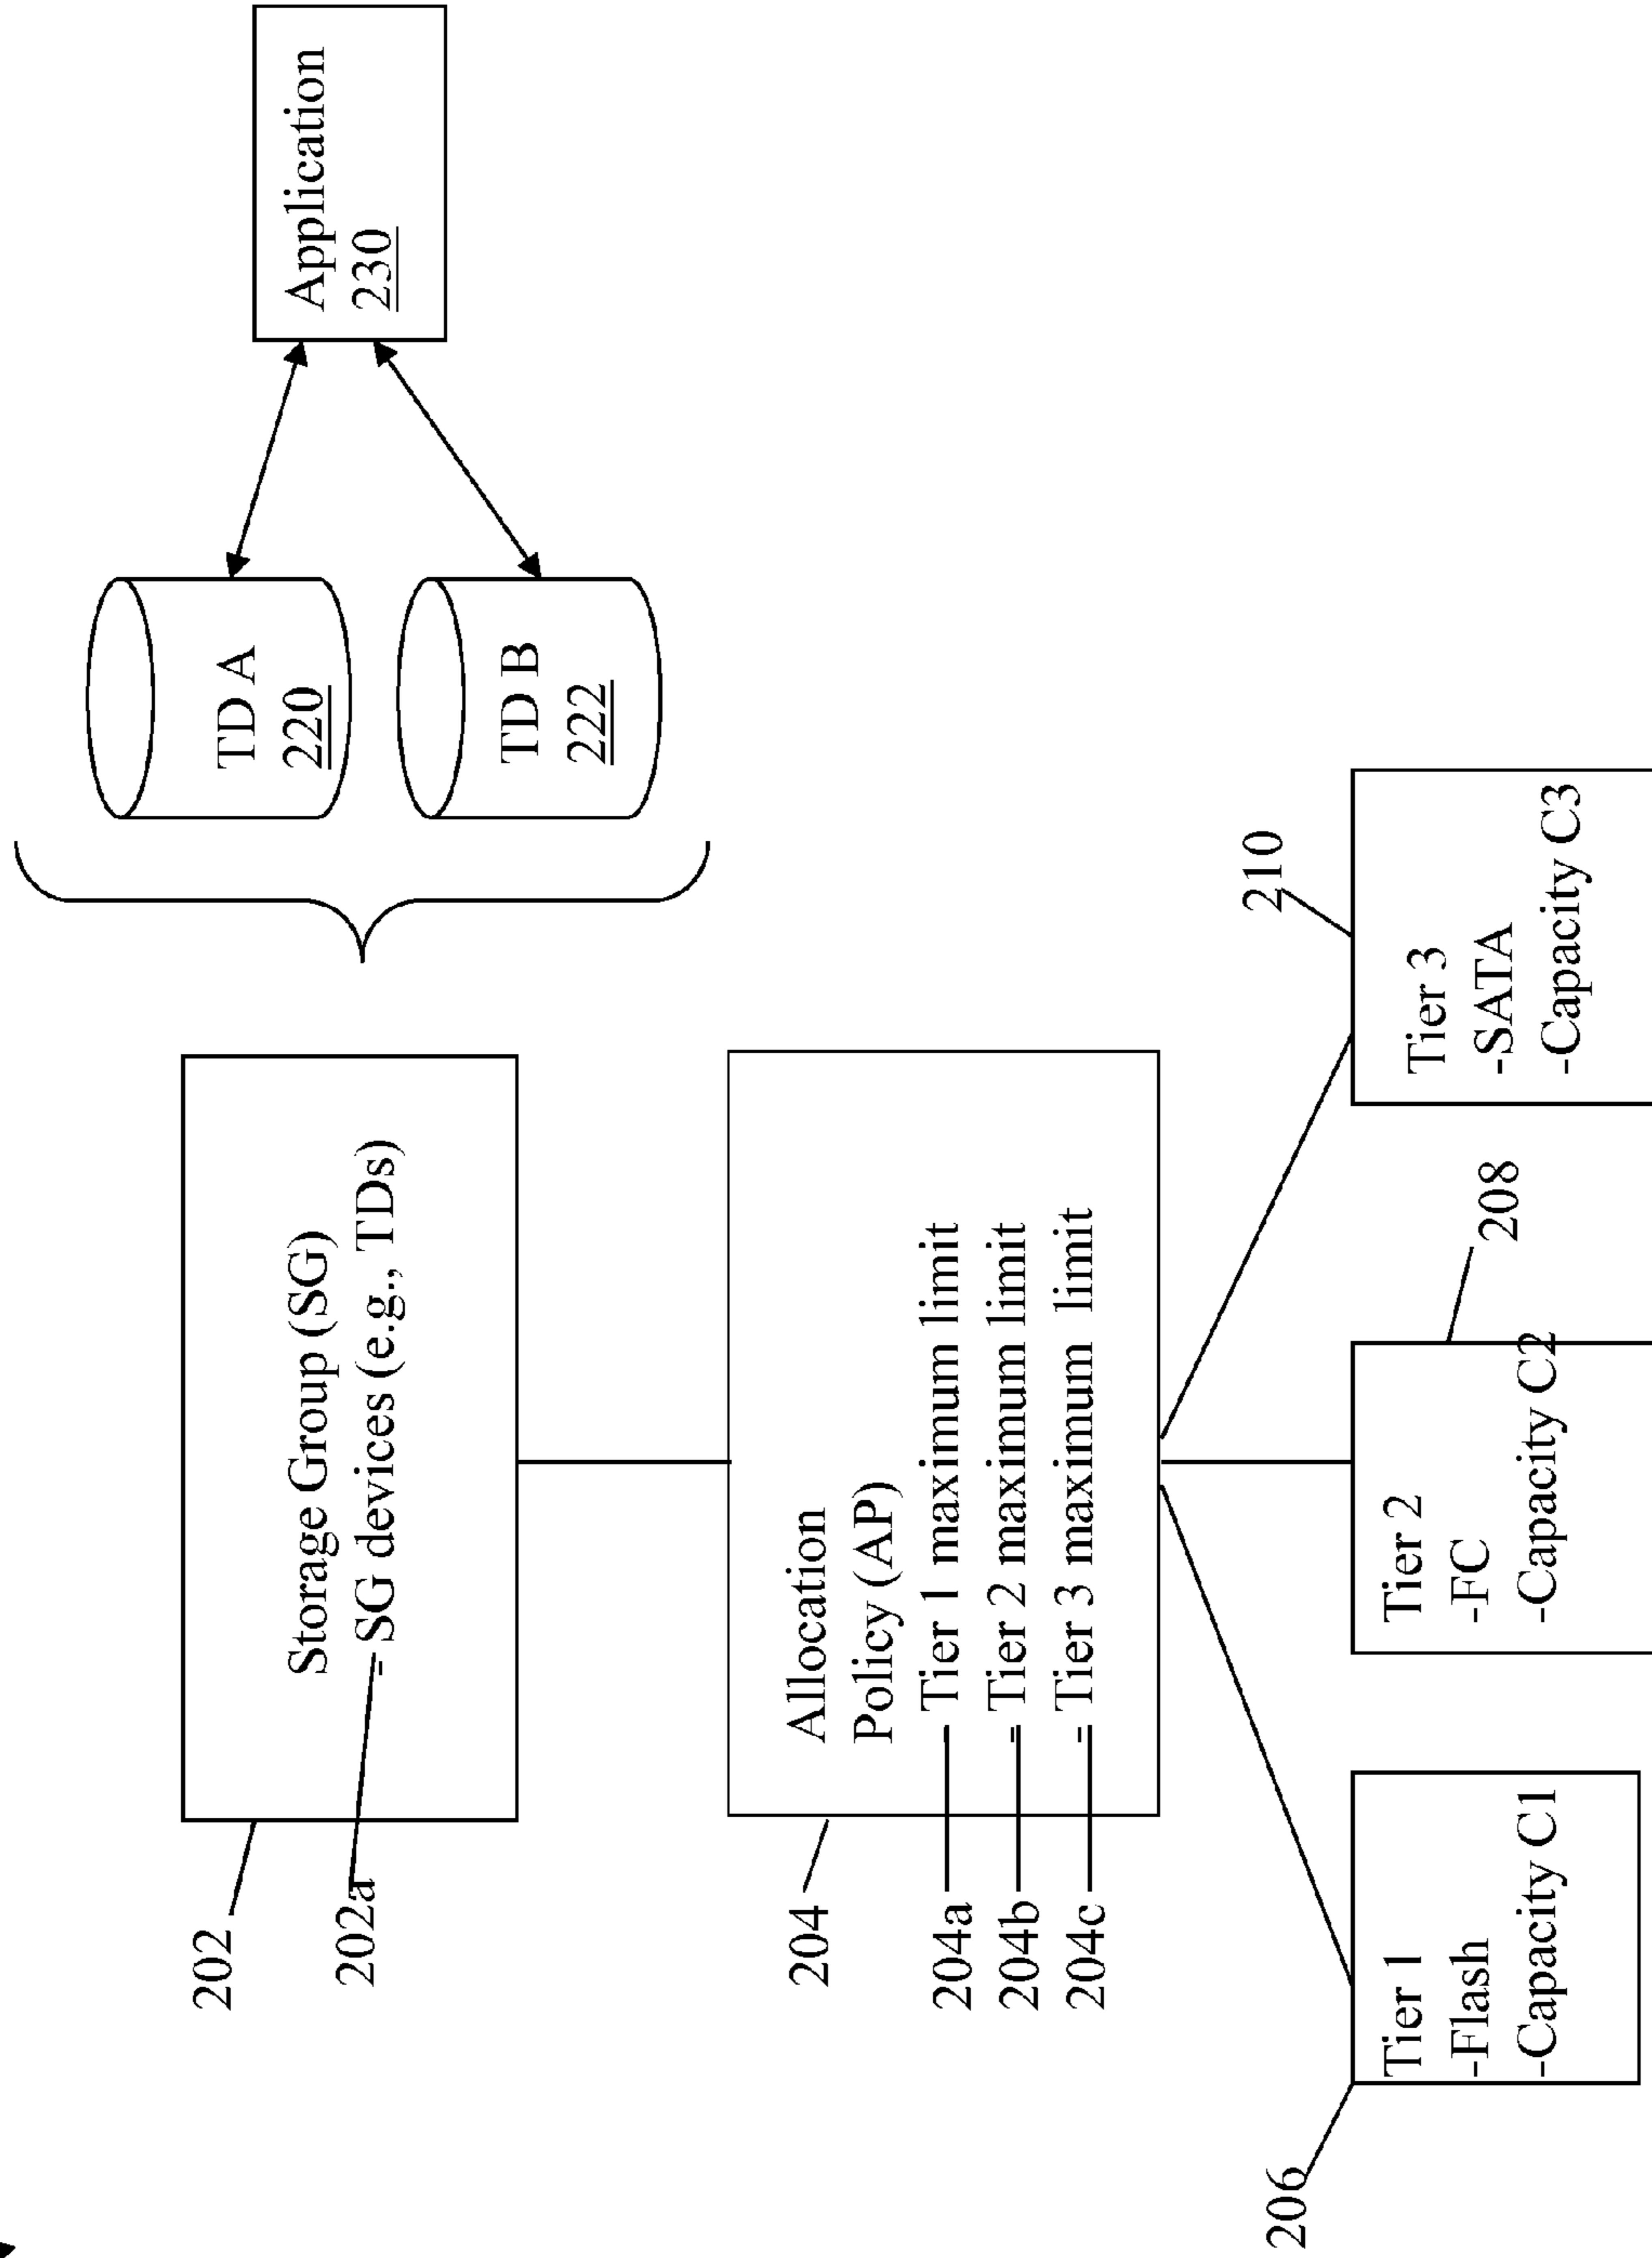 202
Storage Group (SG)
202a
- SG devices (e.g., TDs)
TD A
220
TD B
222
Application
230
204
Allocation
Policy (AP)
204a
- Tier 1 maximum limit
204b
- Tier 2 maximum limit
204c
- Tier 3 maximum limit
206
Tier 1
-Flash
-Capacity C1
Tier 2
-FC
-Capacity C2
208
210
Tier 3
-SATA
-Capacity C3